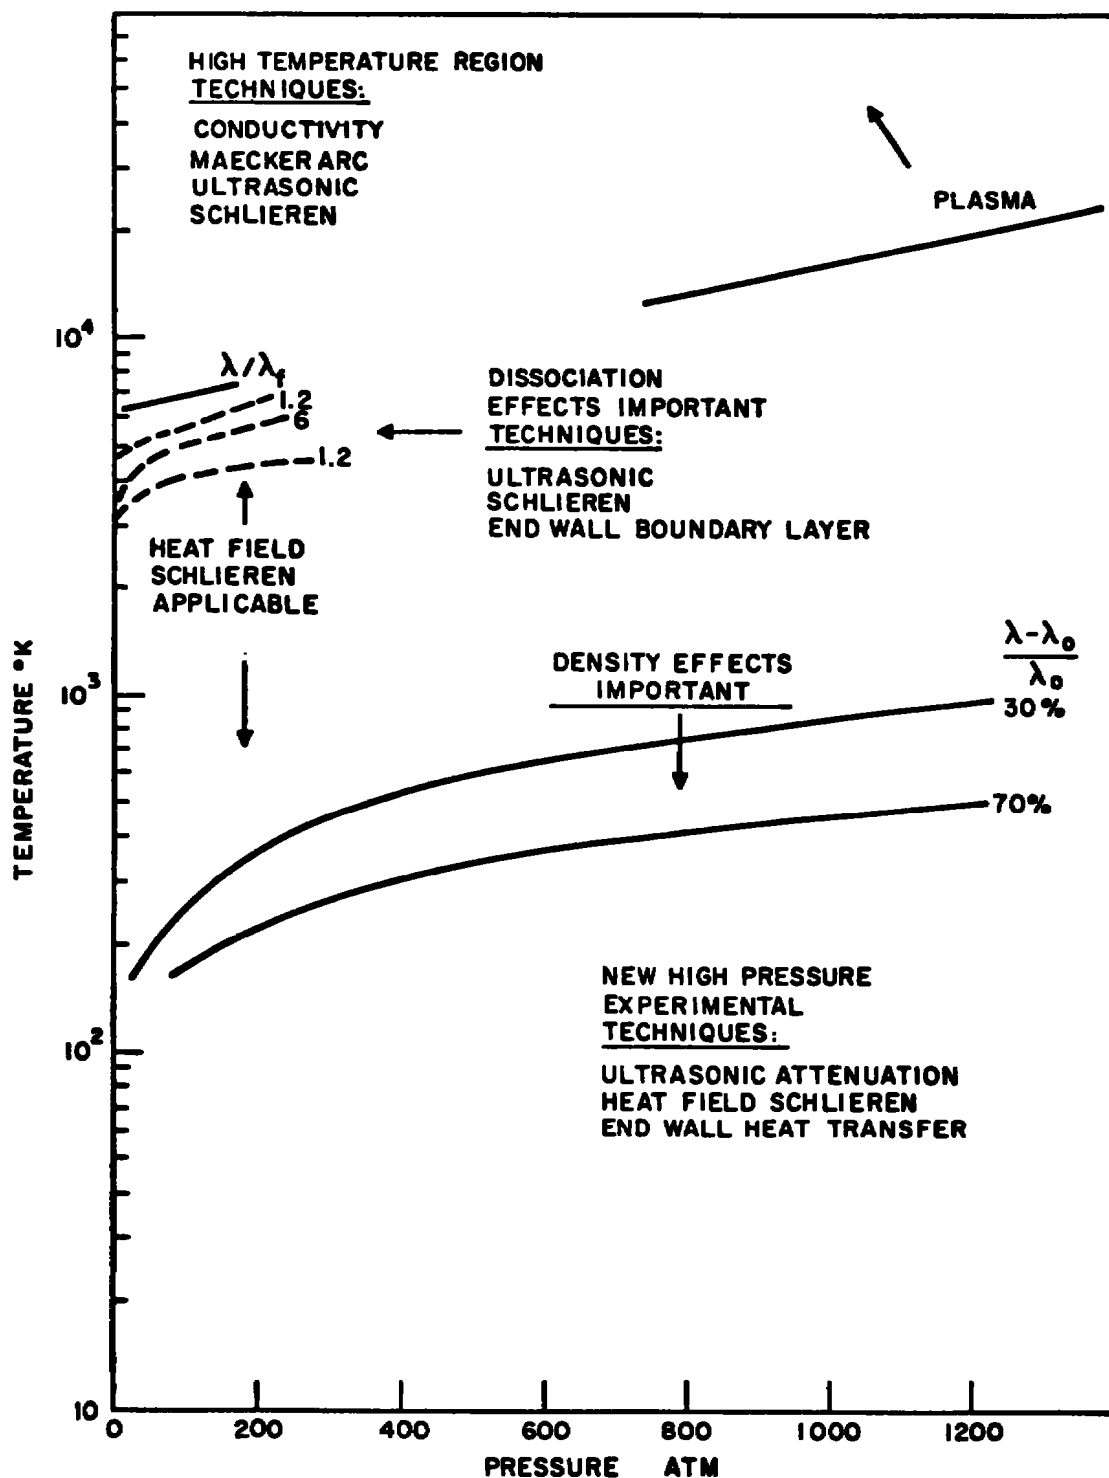 HIGH TEMPERATURE REGION
TECHNIQUES:
CONDUCTIVITY
MAECKER ARC
ULTRASONIC
SCHLIEREN
PLASMA
10⁴
λ/λf
1.2
6
1.2
DISSOCIATION
EFFECTS IMPORTANT
TECHNIQUES:
ULTRASONIC
SCHLIEREN
END WALL BOUNDARY LAYER
HEAT FIELD
SCHLIEREN
APPLICABLE
TEMPERATURE °K
10³
DENSITY EFFECTS
IMPORTANT
λ-λ₀
λ₀
30%
70%
NEW HIGH PRESSURE
EXPERIMENTAL
TECHNIQUES:
ULTRASONIC ATTENUATION
HEAT FIELD SCHLIEREN
END WALL HEAT TRANSFER
10²
10
0 200 400 600 800 1000 1200
PRESSURE ATM